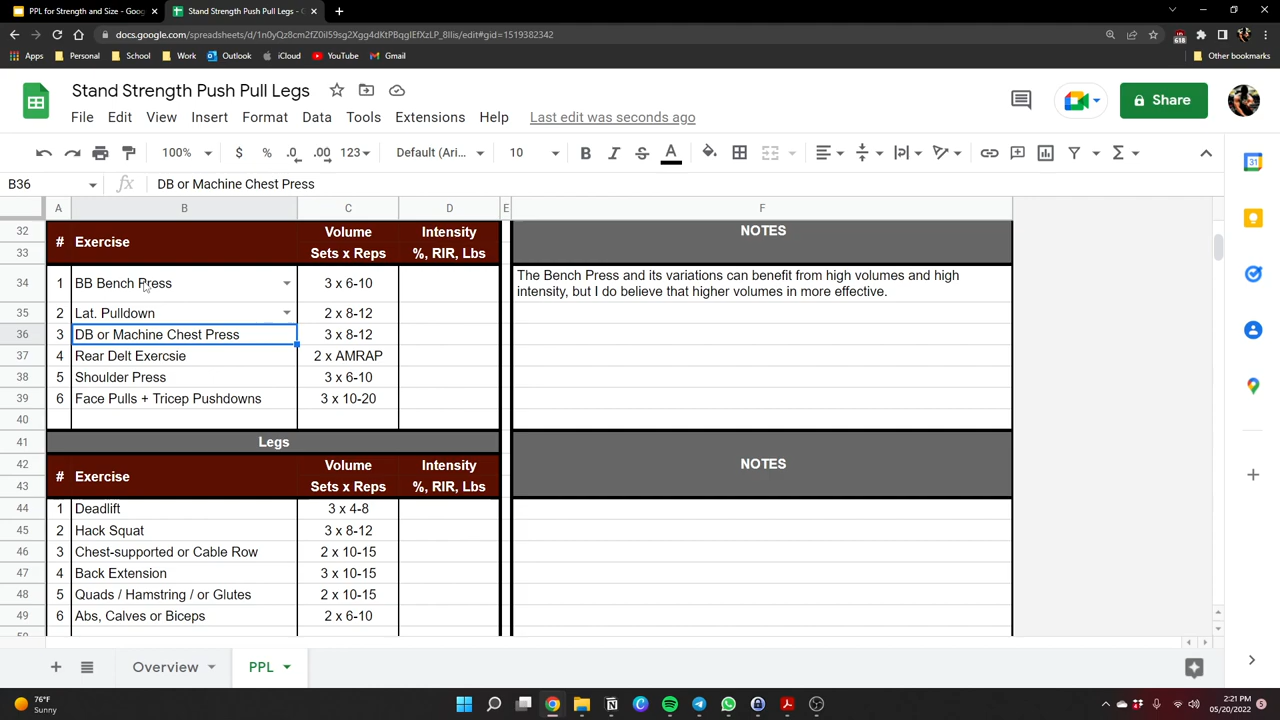 PPL for Strength and Size - Goog
Stand Strength Push Pull Legs - G
docs.google.com/spreadsheets/d/1n0yQz8cm2fZ0il59sg2Xgg4dKtPBqgIEfXzLP_8lIis/edit#gid=1519382342
618
Apps Personal School Work Outlook iCloud YouTube Gmail Other bookmarks
Stand Strength Push Pull Legs
File Edit View Insert Format Data Tools Extensions Help Last edit was seconds ago
Share
100% $ % .0 .00 123 Default (Ari... 10 B I S A
B36 fx DB or Machine Chest Press
A B C D E F
32 # Exercise Volume Intensity NOTES
33 Sets x Reps %, RIR, Lbs
34 1 BB Bench Press 3 x 6-10 The Bench Press and its variations can benefit from high volumes and high
intensity, but I do believe that higher volumes in more effective.
35 2 Lat. Pulldown 2 x 8-12
36 3 DB or Machine Chest Press 3 x 8-12
37 4 Rear Delt Exercsie 2 x AMRAP
38 5 Shoulder Press 3 x 6-10
39 6 Face Pulls + Tricep Pushdowns 3 x 10-20
40
41 Legs
42 # Exercise Volume Intensity NOTES
43 Sets x Reps %, RIR, Lbs
44 1 Deadlift 3 x 4-8
45 2 Hack Squat 3 x 8-12
46 3 Chest-supported or Cable Row 2 x 10-15
47 4 Back Extension 3 x 10-15
48 5 Quads / Hamstring / or Glutes 2 x 10-15
49 6 Abs, Calves or Biceps 2 x 6-10
Overview PPL
31
76°F
Sunny
2:21 PM
05/20/2022